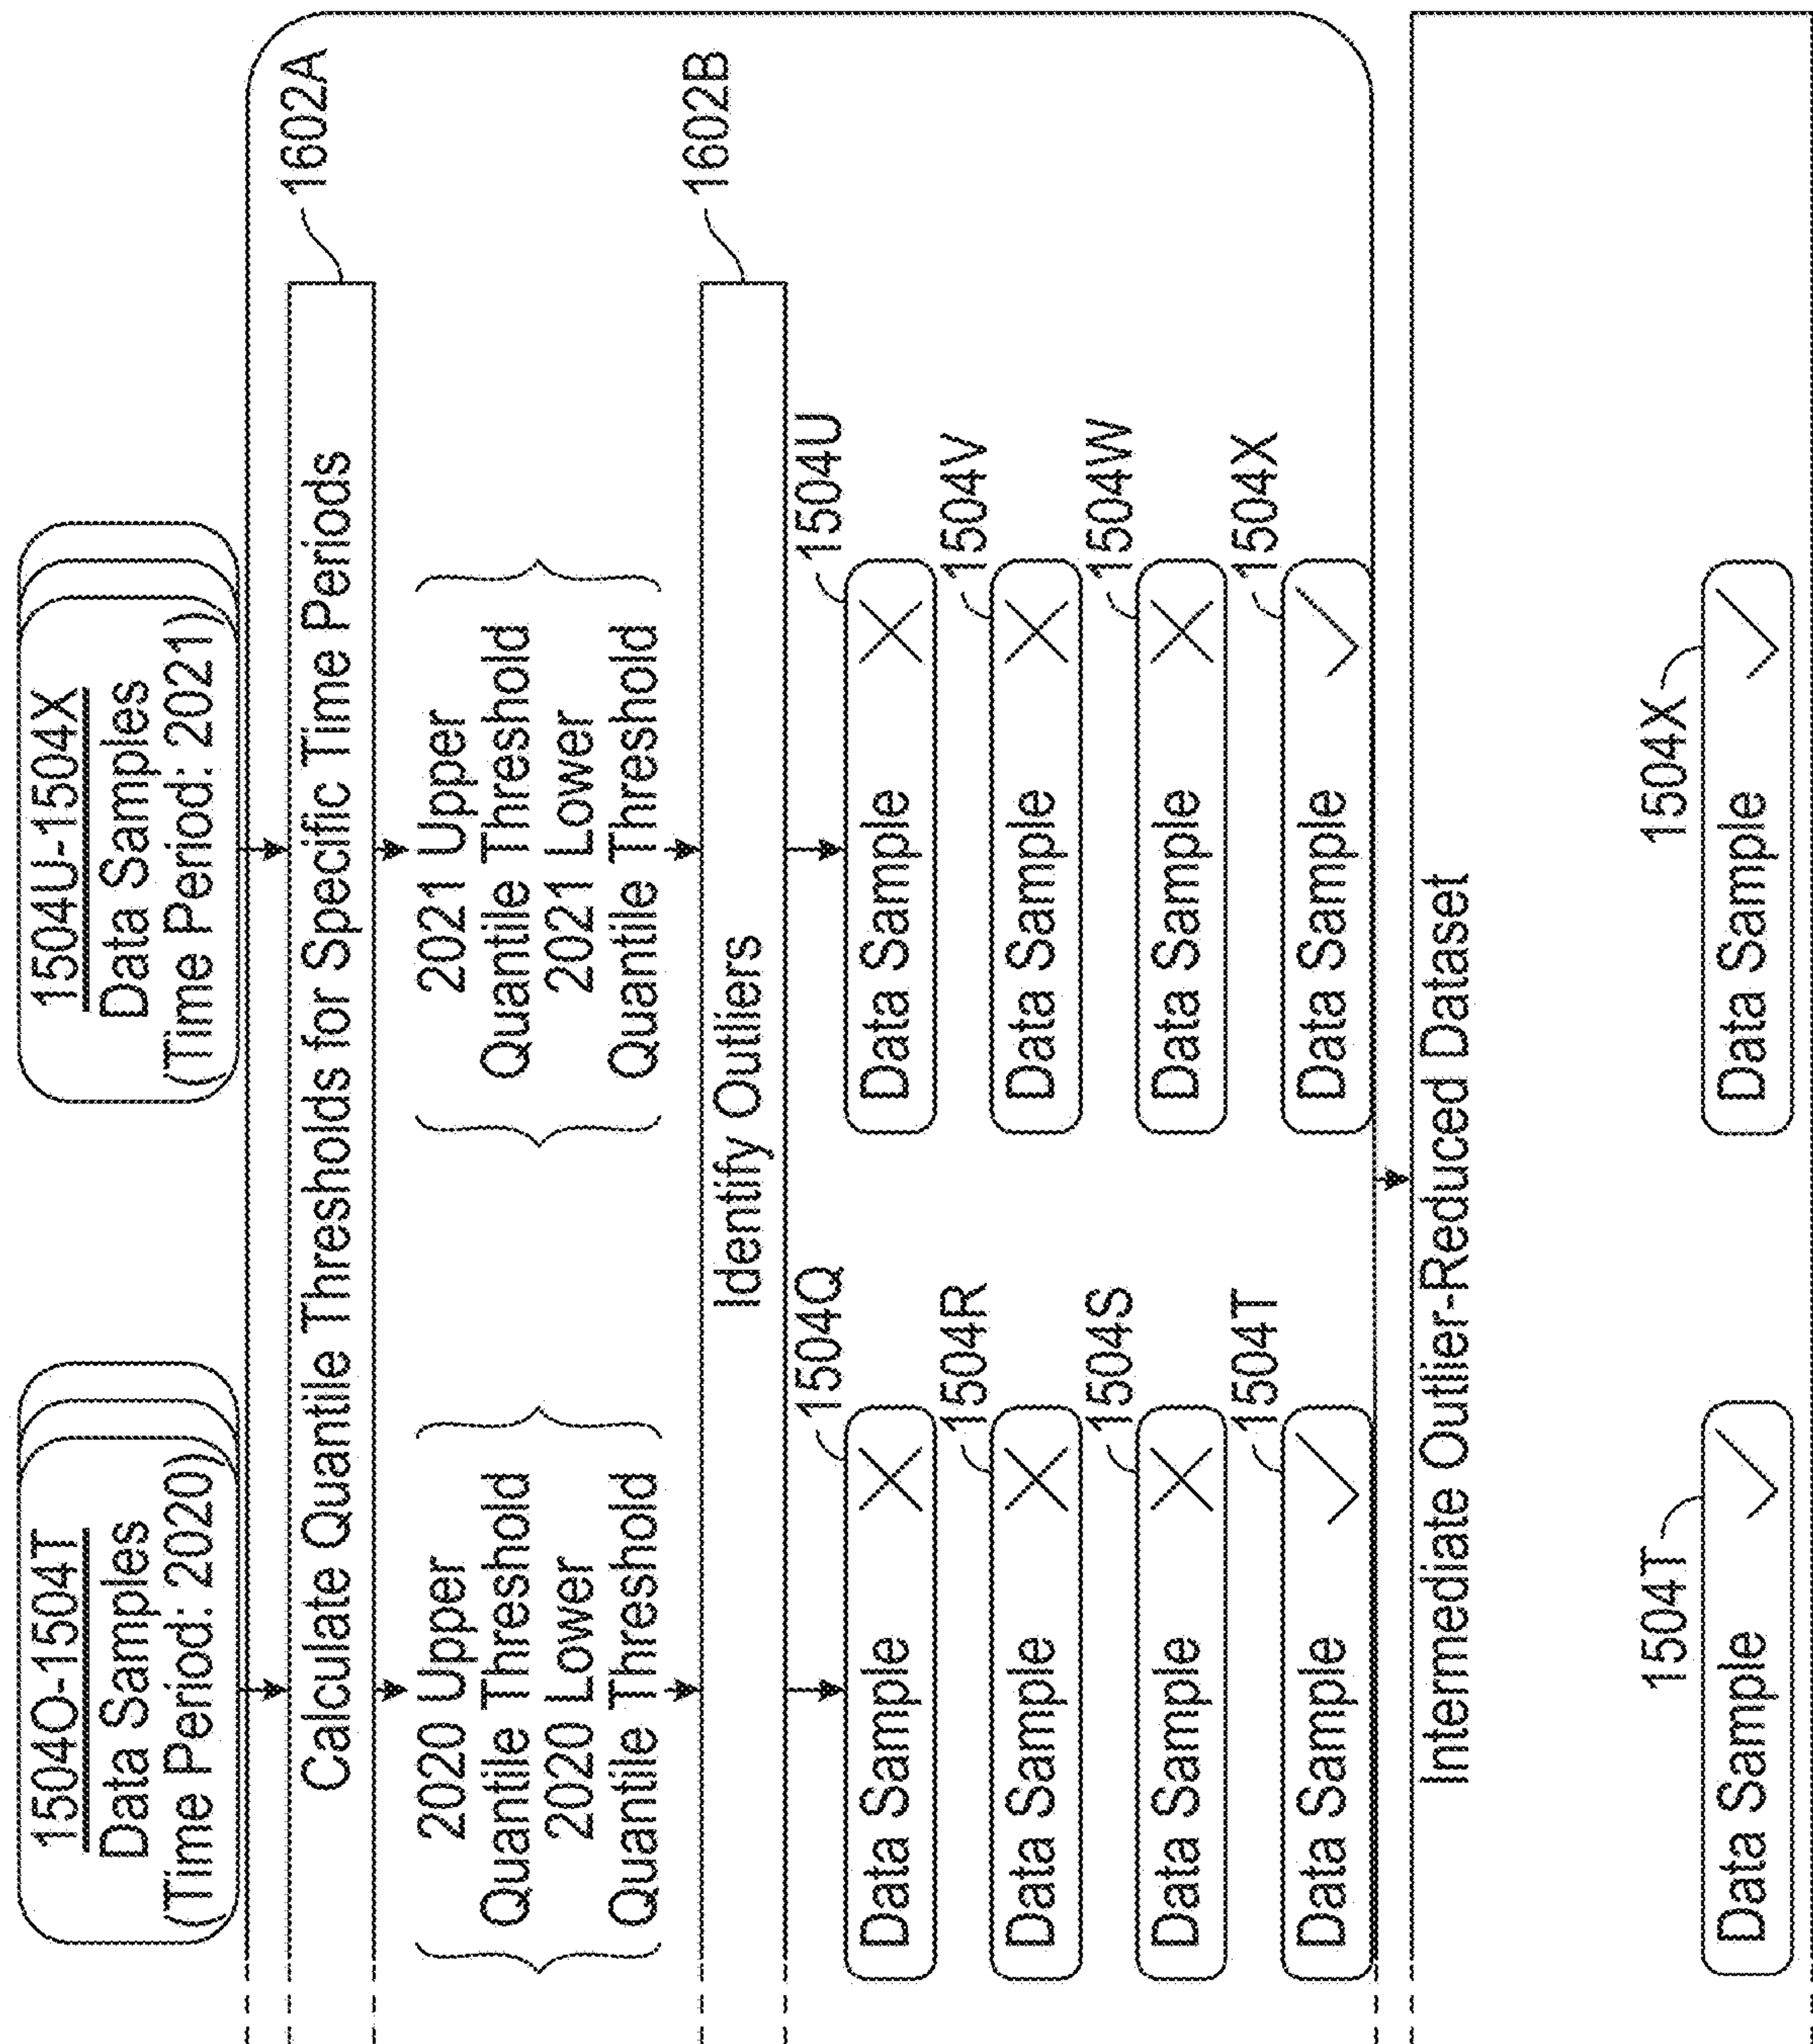 1504O-1504T
Data Samples
(Time Period: 2020)
1504U-1504X
Data Samples
(Time Period: 2021)
Calculate Quantile Thresholds for Specific Time Periods
1602A
2020 Upper
Quantile Threshold
2020 Lower
Quantile Threshold
2021 Upper
Quantile Threshold
2021 Lower
Quantile Threshold
Identify Outliers
1602B
1504Q
Data Sample
1504R
Data Sample
1504S
Data Sample
1504T
Data Sample
1504U
Data Sample
1504V
Data Sample
1504W
Data Sample
1504X
Data Sample
Intermediate Outlier-Reduced Dataset
1504T
Data Sample
1504X
Data Sample